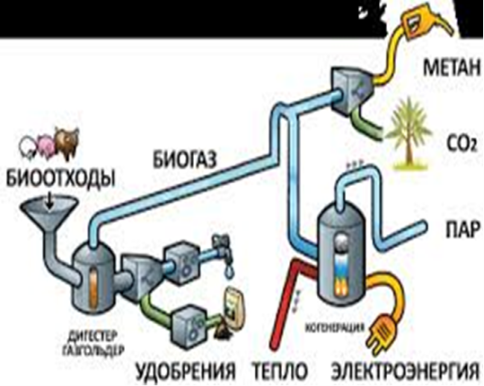 МЕТАН
CO₂
БИОГАЗ
БИООТХОДЫ
ПАР
ДИГЕСТЕР
ГАЗГОЛЬДЕР
КОГЕНЕРАЦИЯ
УДОБРЕНИЯ
ТЕПЛО
ЭЛЕКТРОЭНЕРГИЯ